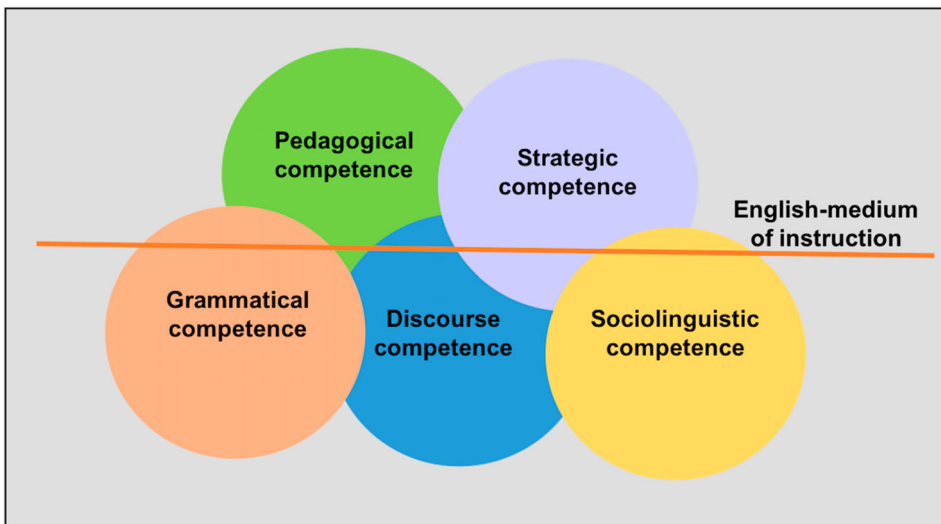 Pedagogical
competence
Strategic
competence
English-medium
of instruction
Grammatical
competence
Discourse
competence
Sociolinguistic
competence